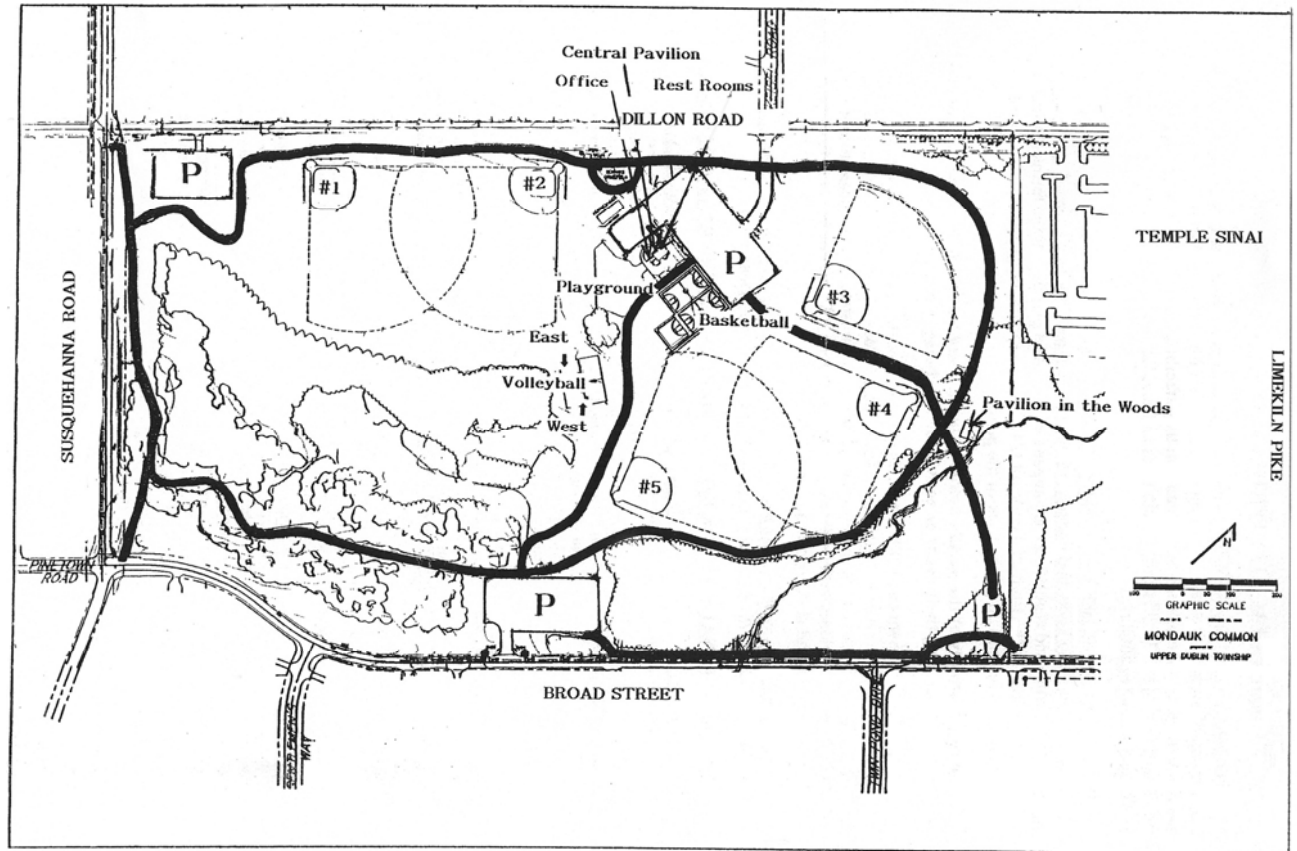 Central Pavilion
Office
Rest Rooms
DILLON ROAD
P
#1
#2
P
#3
TEMPLE SINAI
Playground
Basketball
East
Volleyball
West
#4
Pavilion in the Woods
#5
SUSQUEHANNA ROAD
LIMEKILN PIKE
N
PINETOWN
ROAD
P
P
GRAPHIC SCALE
MONDAUK COMMON
UPPER DUBLIN TOWNSHIP
BROAD STREET
WAY